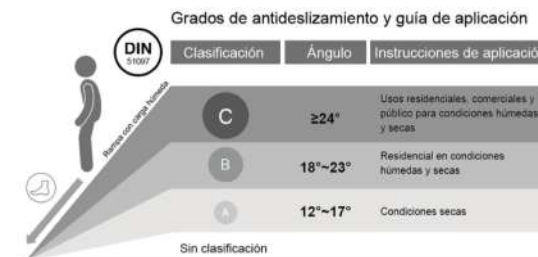 Grados de antideslizamiento y guía de aplicación
DIN
51097
Clasificación
Ángulo
Instrucciones de aplicació
Rampa con carga húmeda
C
≥24°
Usos residenciales, comerciales y
público para condiciones húmedas
y secas
B
18°~23°
Residencial en condiciones
húmedas y secas
A
12°~17°
Condiciones secas
Sin clasificación